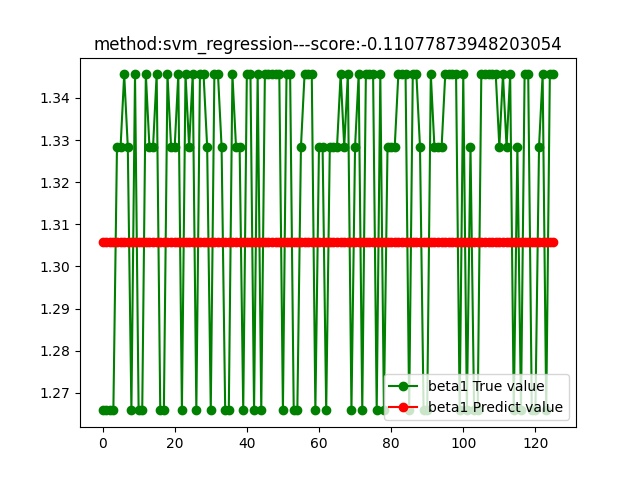 method:svm_regression---score:-0.11077873948203054
1.34
1.33
1.32
1.31
1.30
1.29
1.28
1.27
beta1 True value
beta1 Predict value
0 20 40 60 80 100 120